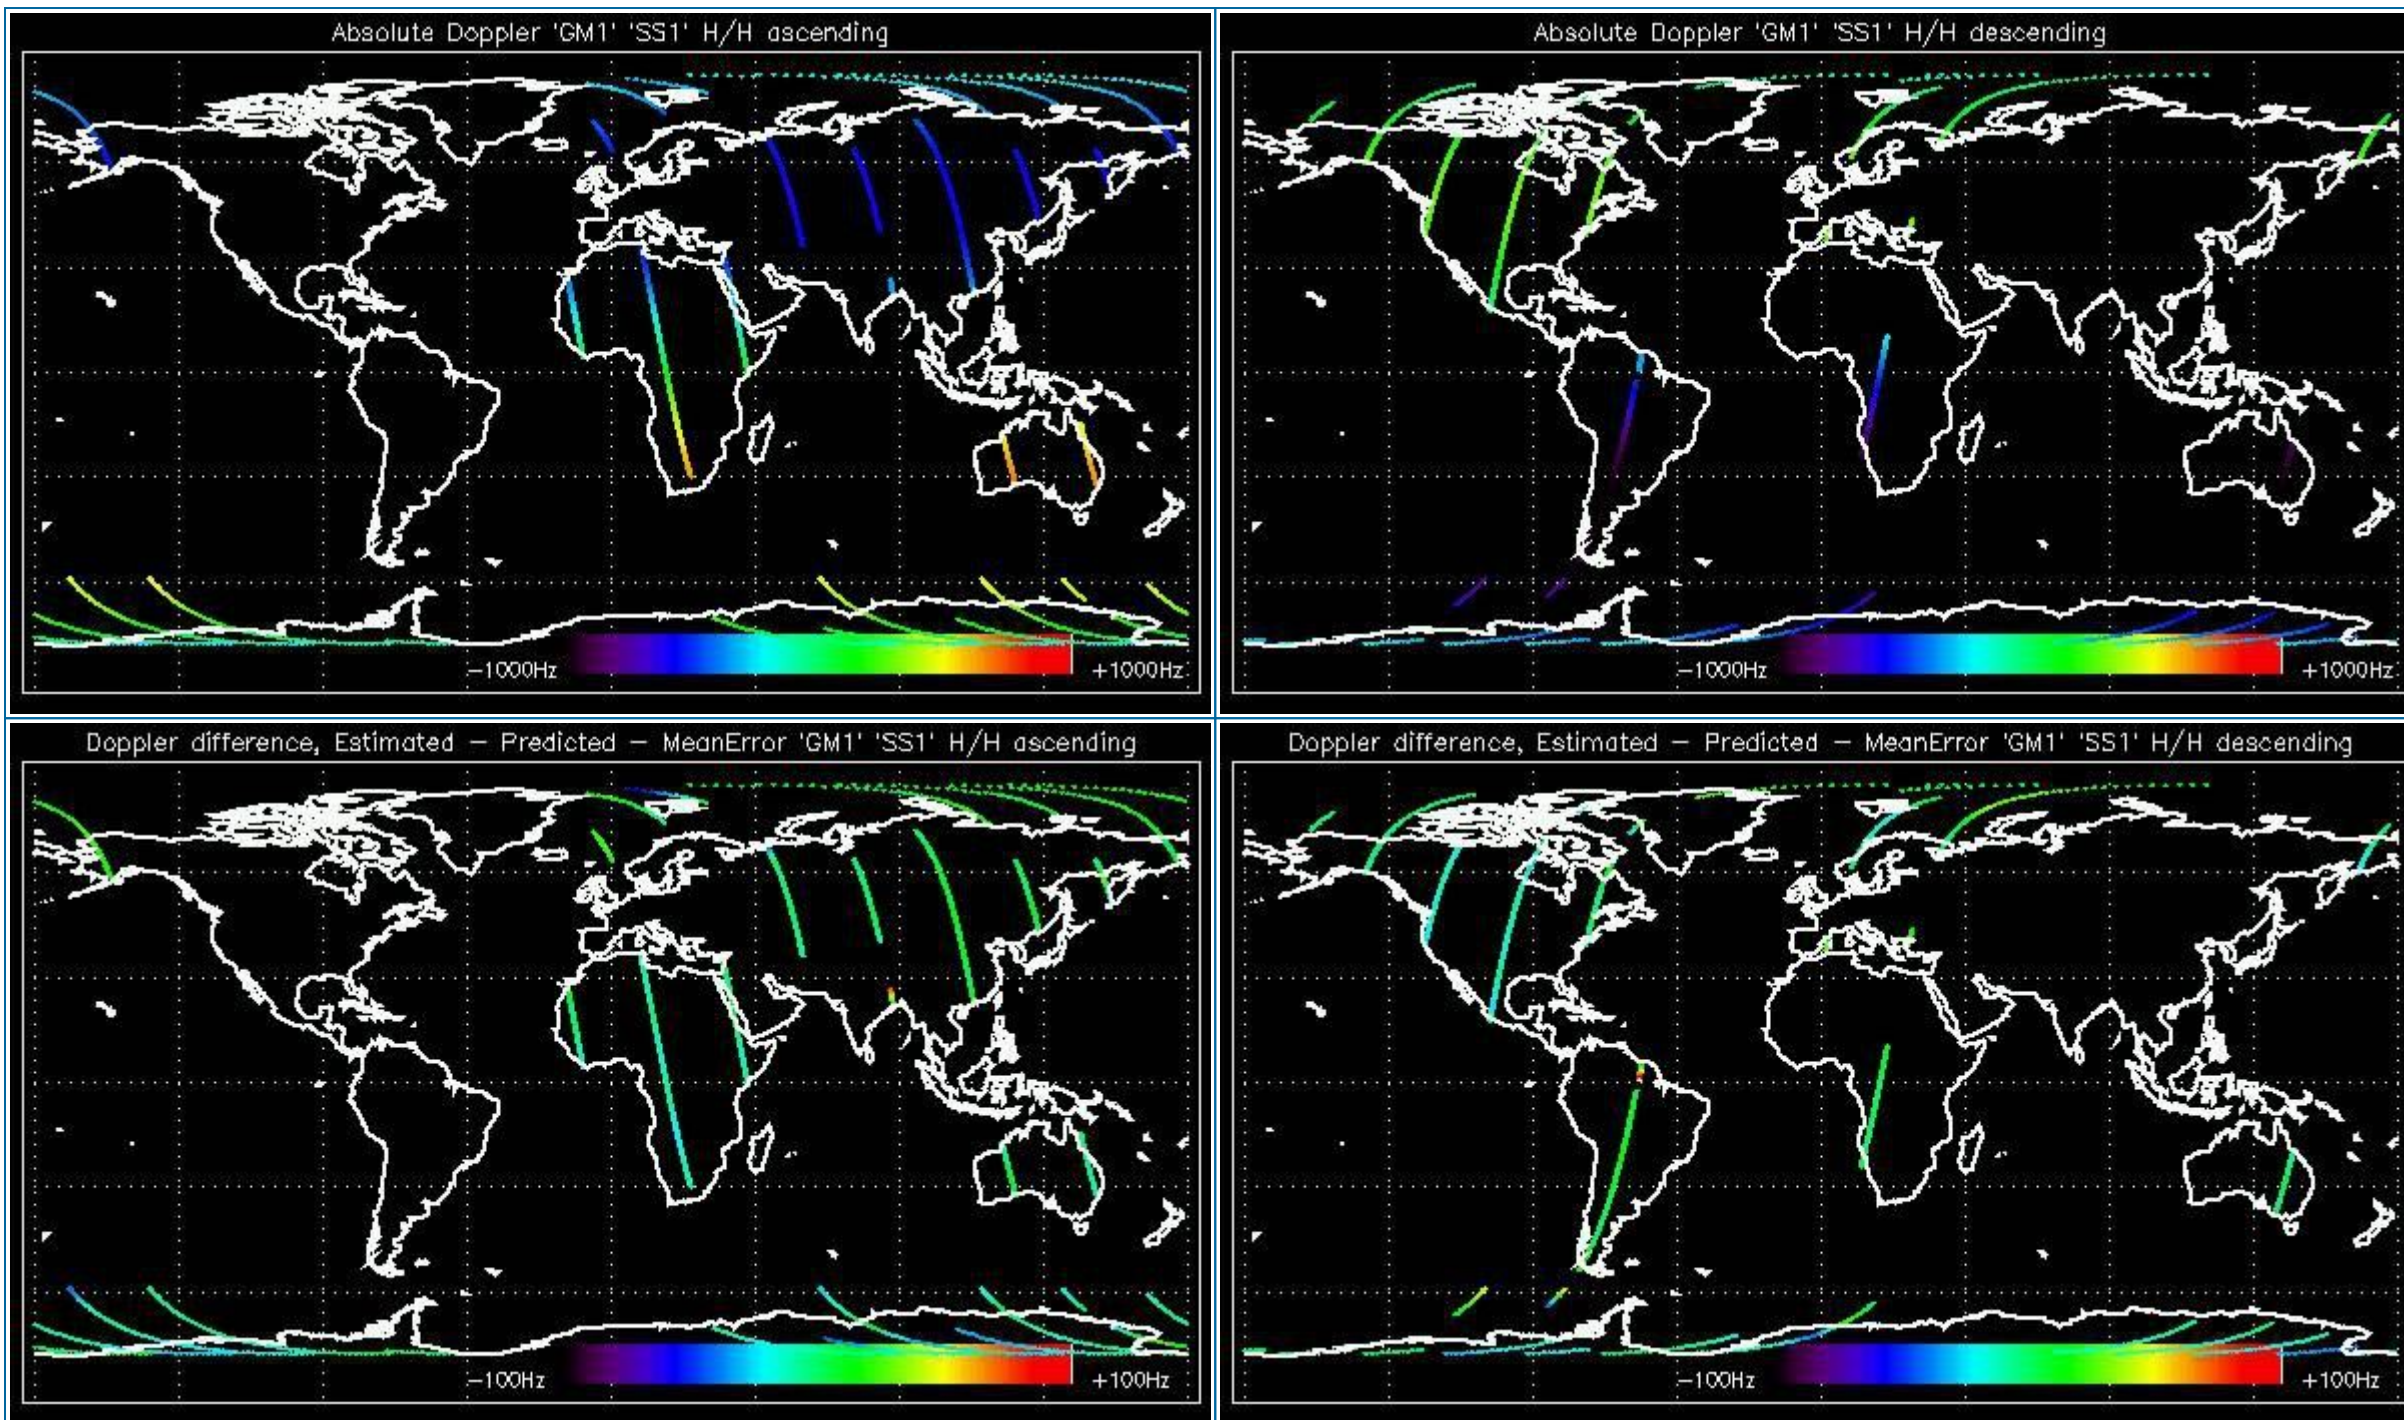 Absolute Doppler 'GM1' 'SS1' H/H ascending
-1000Hz
+1000Hz
Absolute Doppler 'GM1' 'SS1' H/H descending
-1000Hz
+1000Hz
Doppler difference, Estimated - Predicted - MeanError 'GM1' 'SS1' H/H ascending
-100Hz
+100Hz
Doppler difference, Estimated - Predicted - MeanError 'GM1' 'SS1' H/H descending
-100Hz
+100Hz